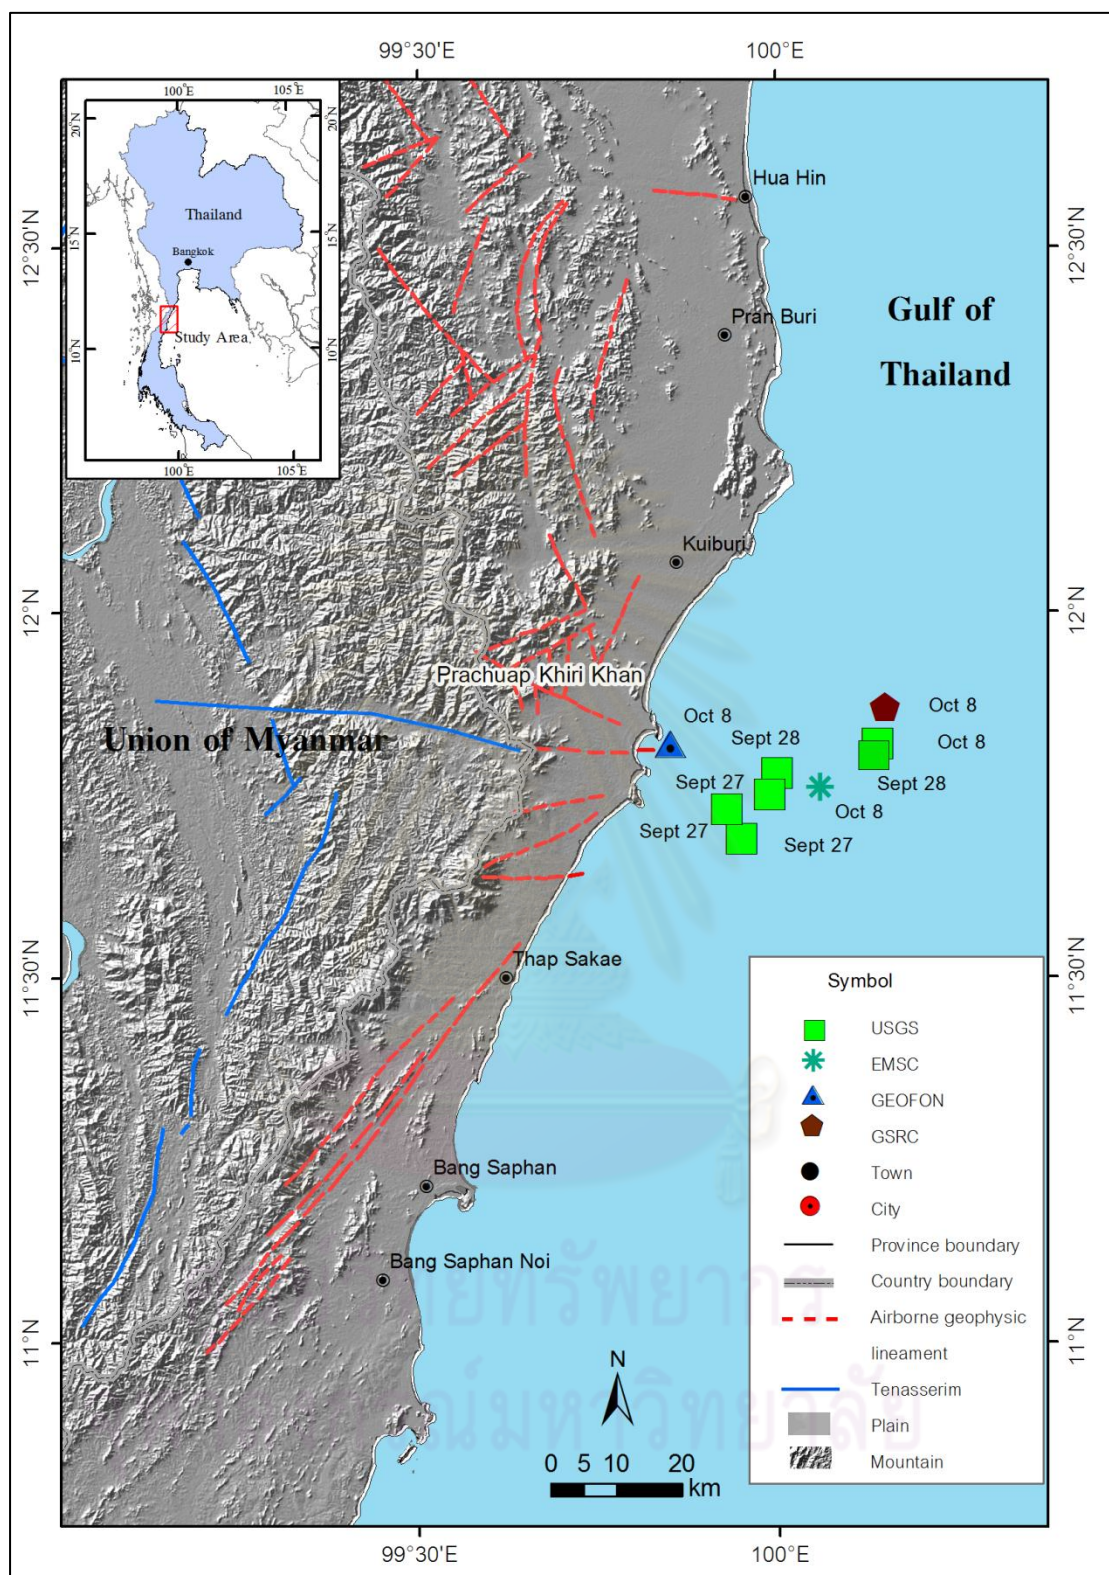 99°30'E
100°E
100°E
105°E
20°N
20°N
Thailand
15°N
15°N
Bangkok
Study Area
10°N
10°N
100°E
105°E
12°30'N
12°30'N
Hua Hin
Pran Buri
Gulf of
Thailand
Kuiburi
12°N
12°N
Prachuap Khiri Khan
Union of Myanmar
Oct 8
Sept 28
Oct 8
Oct 8
Sept 27
Sept 28
Oct 8
Sept 27
Sept 27
11°30'N
11°30'N
Thap Sakae
Bang Saphan
Bang Saphan Noi
11°N
11°N
Symbol
USGS
EMSC
GEOFON
GSRC
Town
City
Province boundary
Country boundary
Airborne geophysic
lineament
Tenasserim
Plain
Mountain
N
0 5 10 20
km
99°30'E
100°E